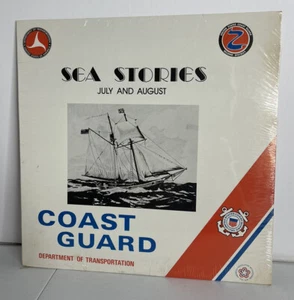 SEA STORIES
JULY AND AUGUST
COAST
GUARD
DEPARTMENT OF TRANSPORTATION